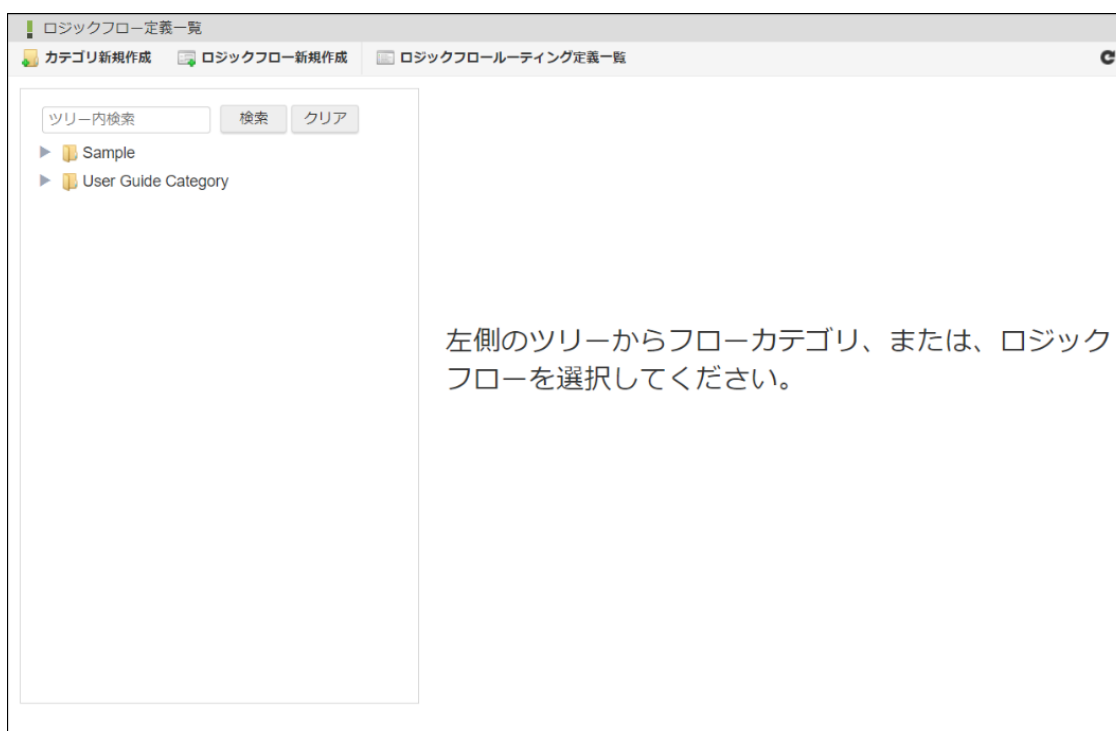 ロジックフロー定義一覧
カテゴリ新規作成 ロジックフロー新規作成 ロジックフロールーティング定義一覧
ツリー内検索 検索 クリア
Sample
User Guide Category
左側のツリーからフローカテゴリ、または、ロジック
フローを選択してください。